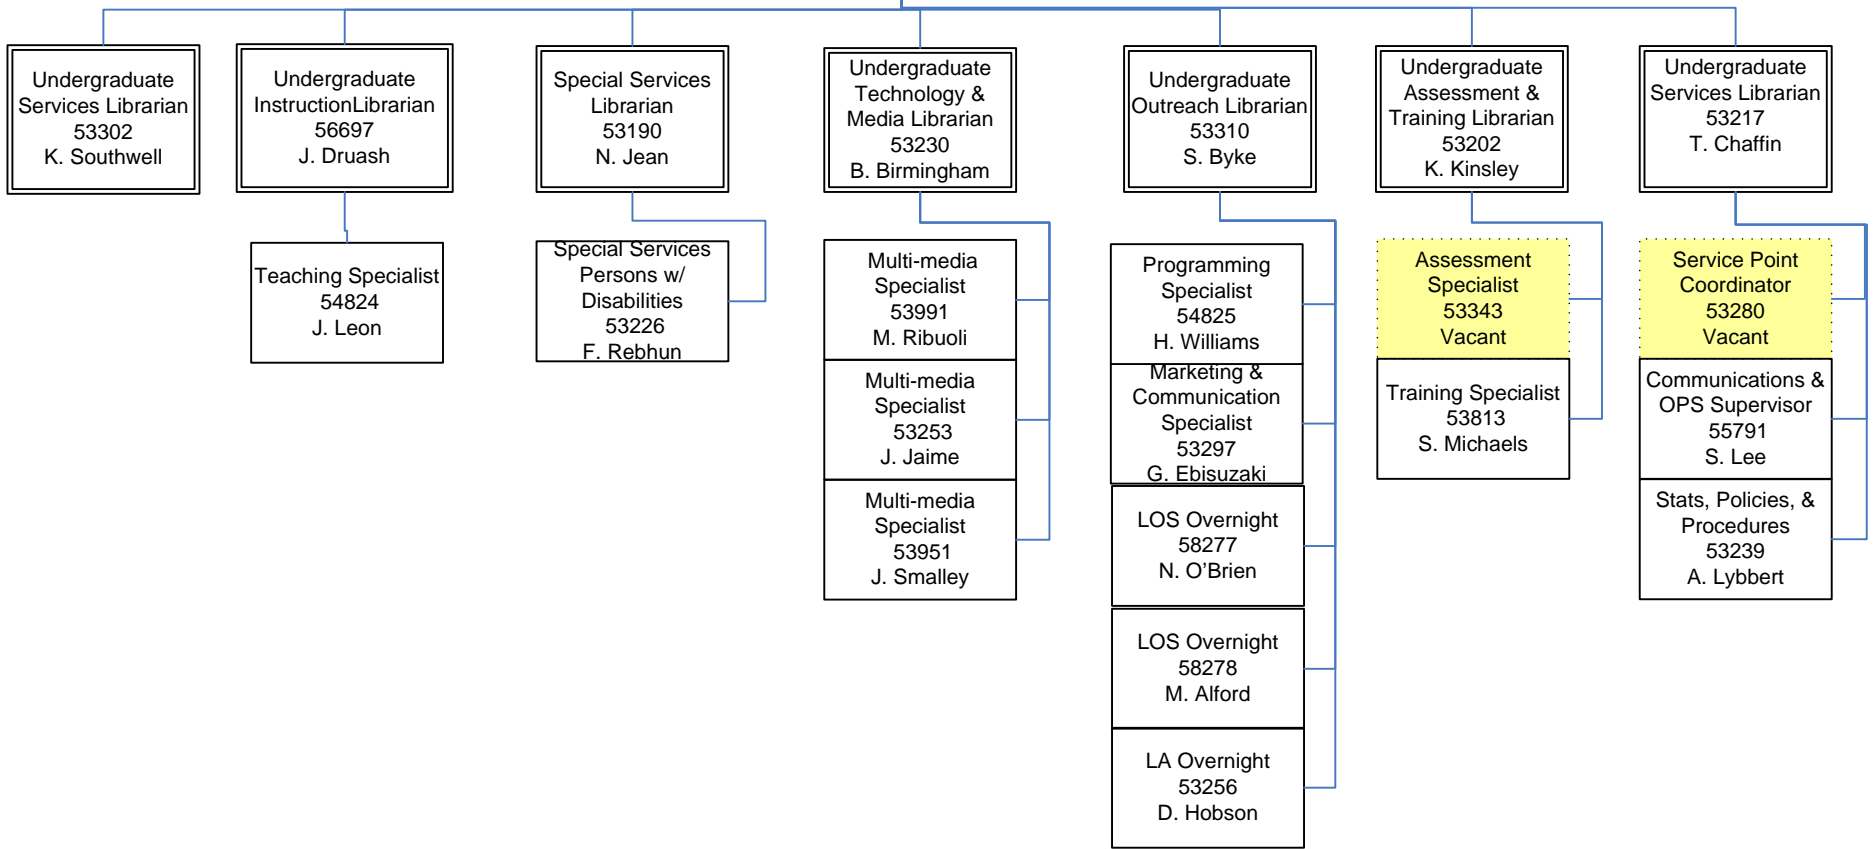 Undergraduate
Services Librarian
53302
K. Southwell
Undergraduate
InstructionLibrarian
56697
J. Druash
Special Services
Librarian
53190
N. Jean
Undergraduate
Technology &
Media Librarian
53230
B. Birmingham
Undergraduate
Outreach Librarian
53310
S. Byke
Undergraduate
Assessment &
Training Librarian
53202
K. Kinsley
Undergraduate
Services Librarian
53217
T. Chaffin
Teaching Specialist
54824
J. Leon
Special Services
Persons w/
Disabilities
53226
F. Rebhun
Multi-media
Specialist
53991
M. Ribuoli
Multi-media
Specialist
53253
J. Jaime
Multi-media
Specialist
53951
J. Smalley
Programming
Specialist
54825
H. Williams
Marketing &
Communication
Specialist
53297
G. Ebisuzaki
LOS Overnight
58277
N. O’Brien
LOS Overnight
58278
M. Alford
LA Overnight
53256
D. Hobson
Assessment
Specialist
53343
Vacant
Training Specialist
53813
S. Michaels
Service Point
Coordinator
53280
Vacant
Communications &
OPS Supervisor
55791
S. Lee
Stats, Policies, &
Procedures
53239
A. Lybbert